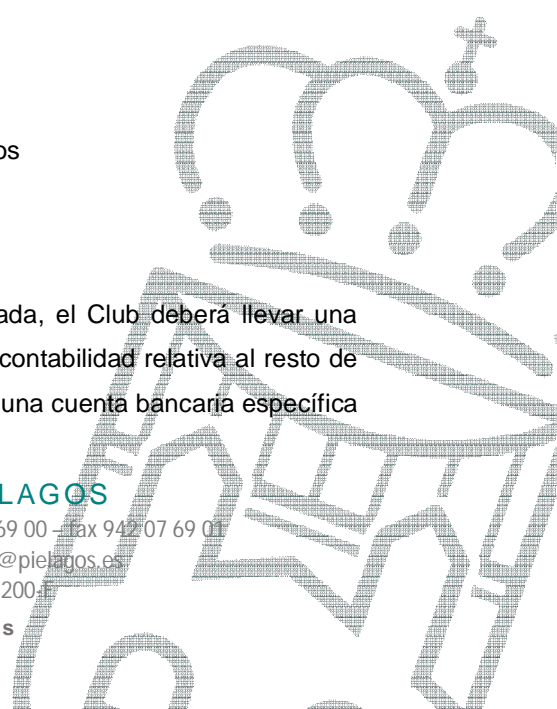 os
ada, el Club deberá llevar una
contabilidad relativa al resto de
una cuenta bancaria específica
LAGOS
69 00 – fax 942 07 69 01
@pielagos.es
200-F
s